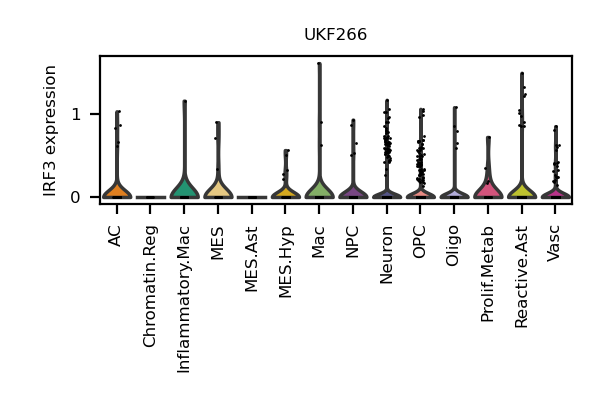 UKF266
IRF3 expression
1
0
AC
Chromatin.Reg
Inflammatory.Mac
MES
MES.Ast
MES.Hyp
Mac
NPC
Neuron
OPC
Oligo
Prolif.Metab
Reactive.Ast
Vasc